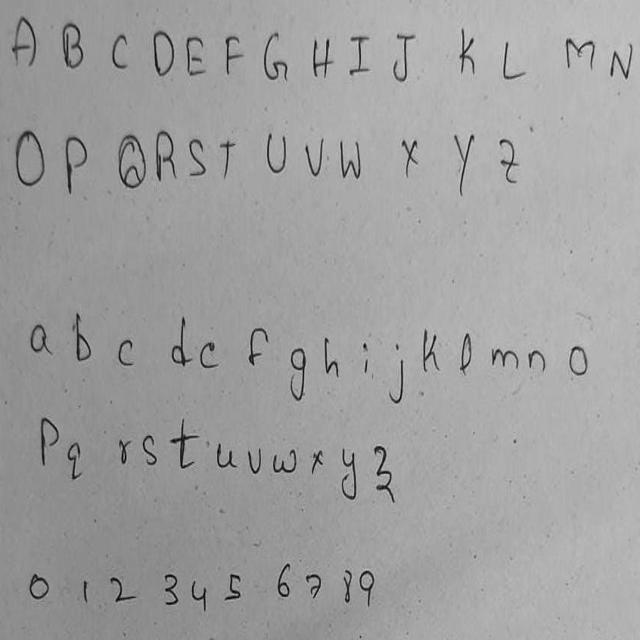 A B C D E F G H I J K L M N
O P Q R S T U V W X Y Z
a b c d e f g h i j k l m n o
p q r s t u v w x y z
0 1 2 3 4 5 6 7 8 9